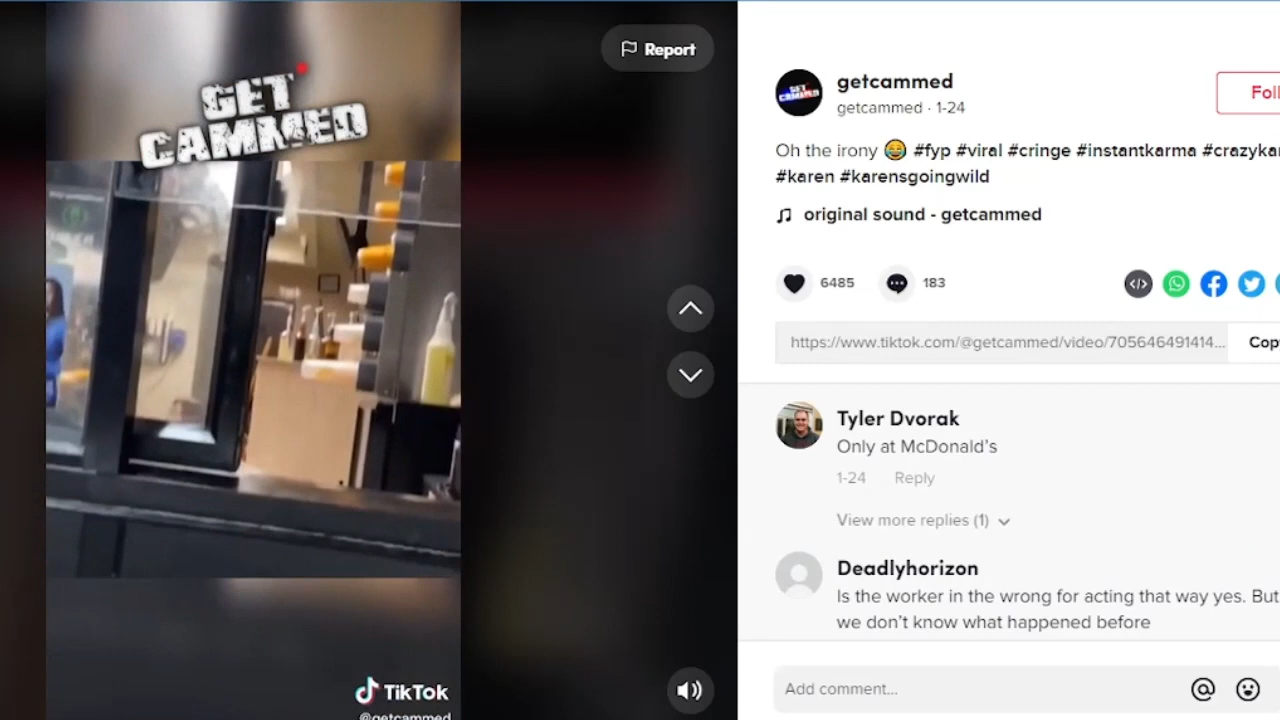 GET
CAMMED
Report
TikTok
@getcammed
getcammed
getcammed · 1-24
Oh the irony 😂 #fyp #viral #cringe #instantkarma #crazykar
#karen #karensgoingwild
original sound - getcammed
6485
183
https://www.tiktok.com/@getcammed/video/705646491414...
Tyler Dvorak
Only at McDonald's
1-24 Reply
View more replies (1)
Deadlyhorizon
Is the worker in the wrong for acting that way yes. But
we don't know what happened before
Add comment...